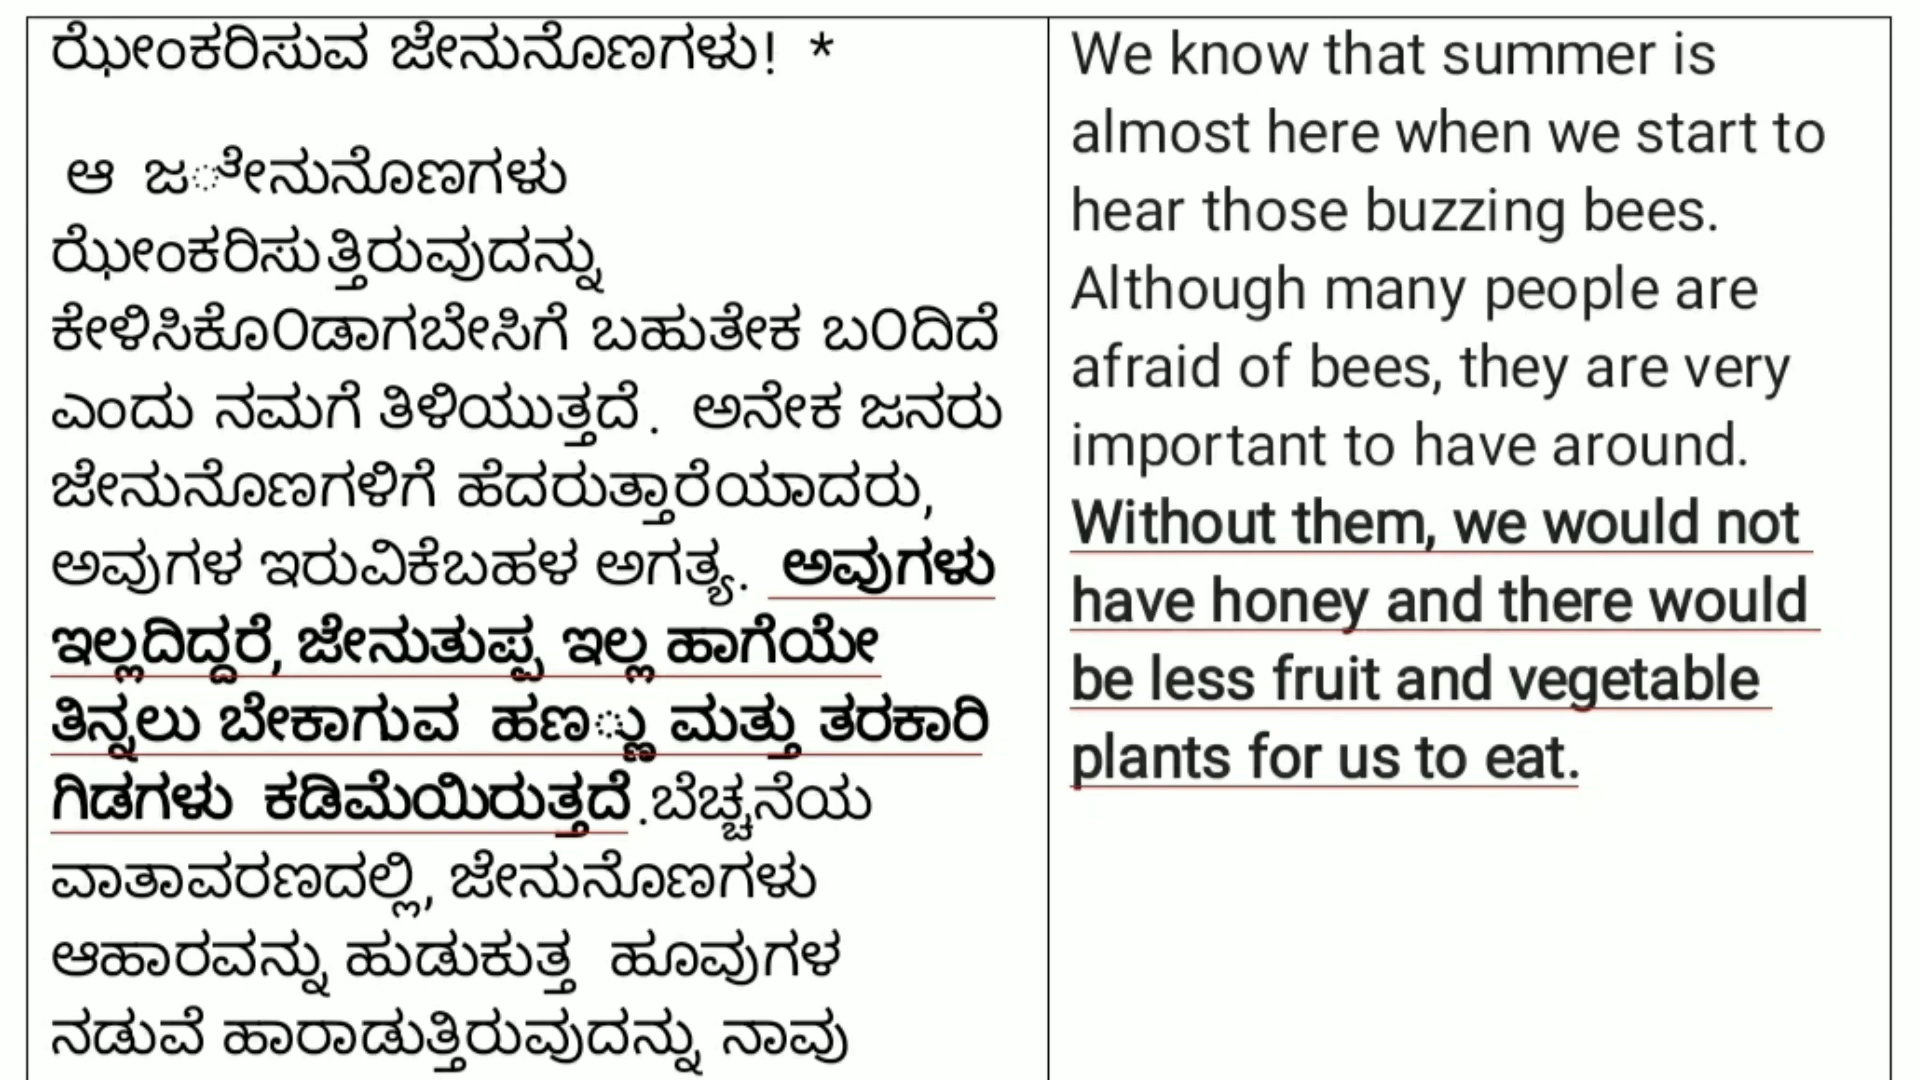 ಝೇಂಕರಿಸುವ ಜೇನುನೊಣಗಳು! *
ಆ ಜ ೇನುನೊಣಗಳು
ಝೇಂಕರಿಸುತ್ತಿರುವುದನ್ನು
ಕೇಳಿಸಿಕೊ0ಡಾಗಬೇಸಿಗೆ ಬಹುತೇಕ ಬ0ದಿದೆ
ಎಂದು ನಮಗೆ ತಿಳಿಯುತ್ತದೆ. ಅನೇಕ ಜನರು
ಜೇನುನೊಣಗಳಿಗೆ ಹೆದರುತ್ತಾರೆಯಾದರು,
ಅವುಗಳ ಇರುವಿಕೆಬಹಳ ಅಗತ್ಯ. ಅವುಗಳು
ಇಲ್ಲದಿದ್ದರೆ, ಜೇನುತುಪ್ಪ ಇಲ್ಲ ಹಾಗೆಯೇ
ತಿನ್ನಲು ಬೇಕಾಗುವ ಹಣ ್ಣು ಮತ್ತು ತರಕಾರಿ
ಗಿಡಗಳು ಕಡಿಮೆಯಿರುತ್ತದೆ.ಬೆಚ್ಚನೆಯ
ವಾತಾವರಣದಲ್ಲಿ, ಜೇನುನೊಣಗಳು
ಆಹಾರವನ್ನು ಹುಡುಕುತ್ತ ಹೂವುಗಳ
ನಡುವೆ ಹಾರಾಡುತ್ತಿರುವುದನ್ನು ನಾವು
We know that summer is
almost here when we start to
hear those buzzing bees.
Although many people are
afraid of bees, they are very
important to have around.
Without them, we would not
have honey and there would
be less fruit and vegetable
plants for us to eat.